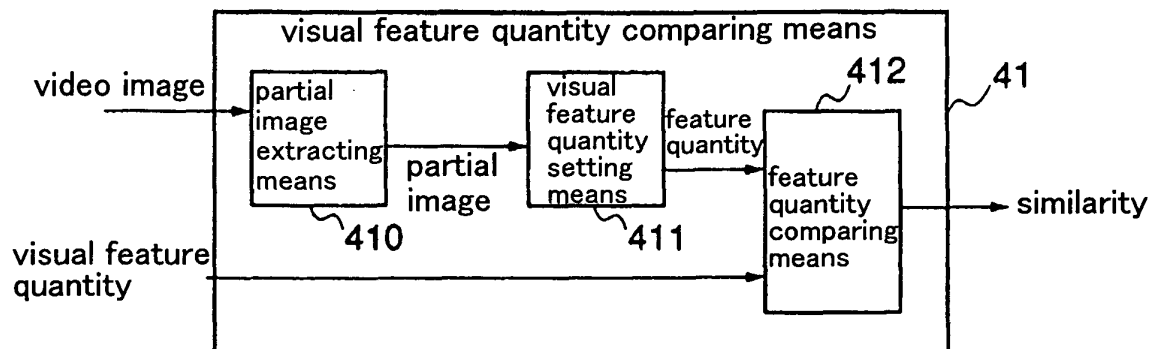 visual feature quantity comparing means
412
41
video image
partial
image
extracting
means
visual
feature
quantity
setting
means
feature
quantity
partial
image
feature
quantity
comparing
means
similarity
410
411
visual feature
quantity